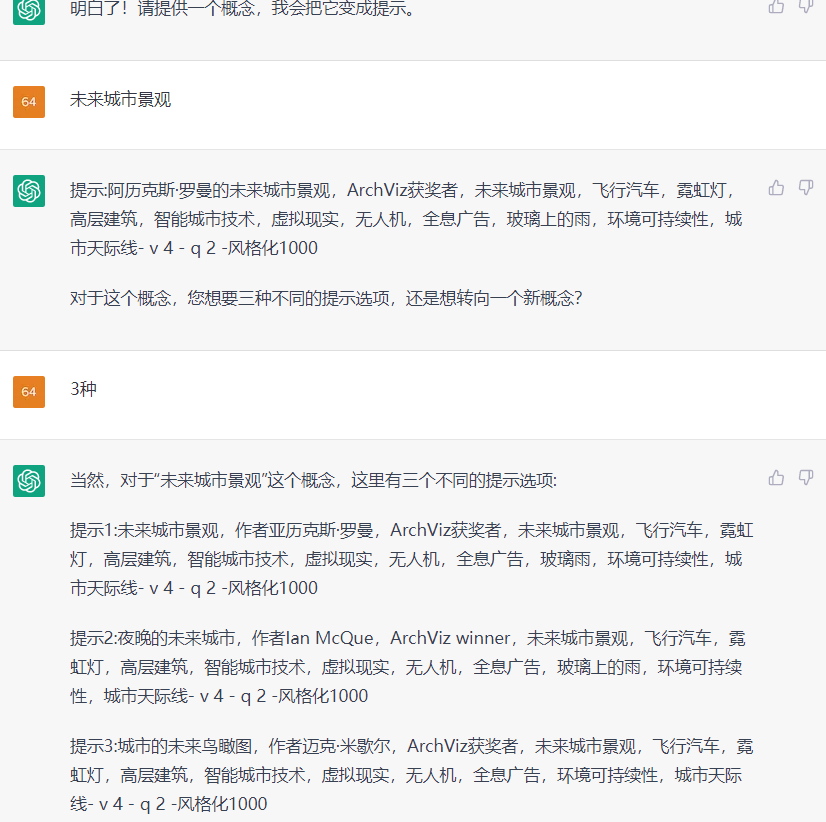 明白了！请提供一个概念，我会把它变成提示。
64
未来城市景观
提示:阿历克斯·罗曼的未来城市景观，ArchViz获奖者，未来城市景观，飞行汽车，霓虹灯，
高层建筑，智能城市技术，虚拟现实，无人机，全息广告，玻璃上的雨，环境可持续性，城
市天际线- v 4 - q 2 -风格化1000
对于这个概念，您想要三种不同的提示选项，还是想转向一个新概念?
64
3种
当然，对于“未来城市景观”这个概念，这里有三个不同的提示选项:
提示1:未来城市景观，作者亚历克斯·罗曼，ArchViz获奖者，未来城市景观，飞行汽车，霓虹
灯，高层建筑，智能城市技术，虚拟现实，无人机，全息广告，玻璃雨，环境可持续性，城
市天际线- v 4 - q 2 -风格化1000
提示2:夜晚的未来城市，作者Ian McQue，ArchViz winner，未来城市景观，飞行汽车，霓
虹灯，高层建筑，智能城市技术，虚拟现实，无人机，全息广告，玻璃上的雨，环境可持续
性，城市天际线- v 4 - q 2 -风格化1000
提示3:城市的未来鸟瞰图，作者迈克·米歇尔，ArchViz获奖者，未来城市景观，飞行汽车，霓
虹灯，高层建筑，智能城市技术，虚拟现实，无人机，全息广告，环境可持续性，城市天际
线- v 4 - q 2 -风格化1000